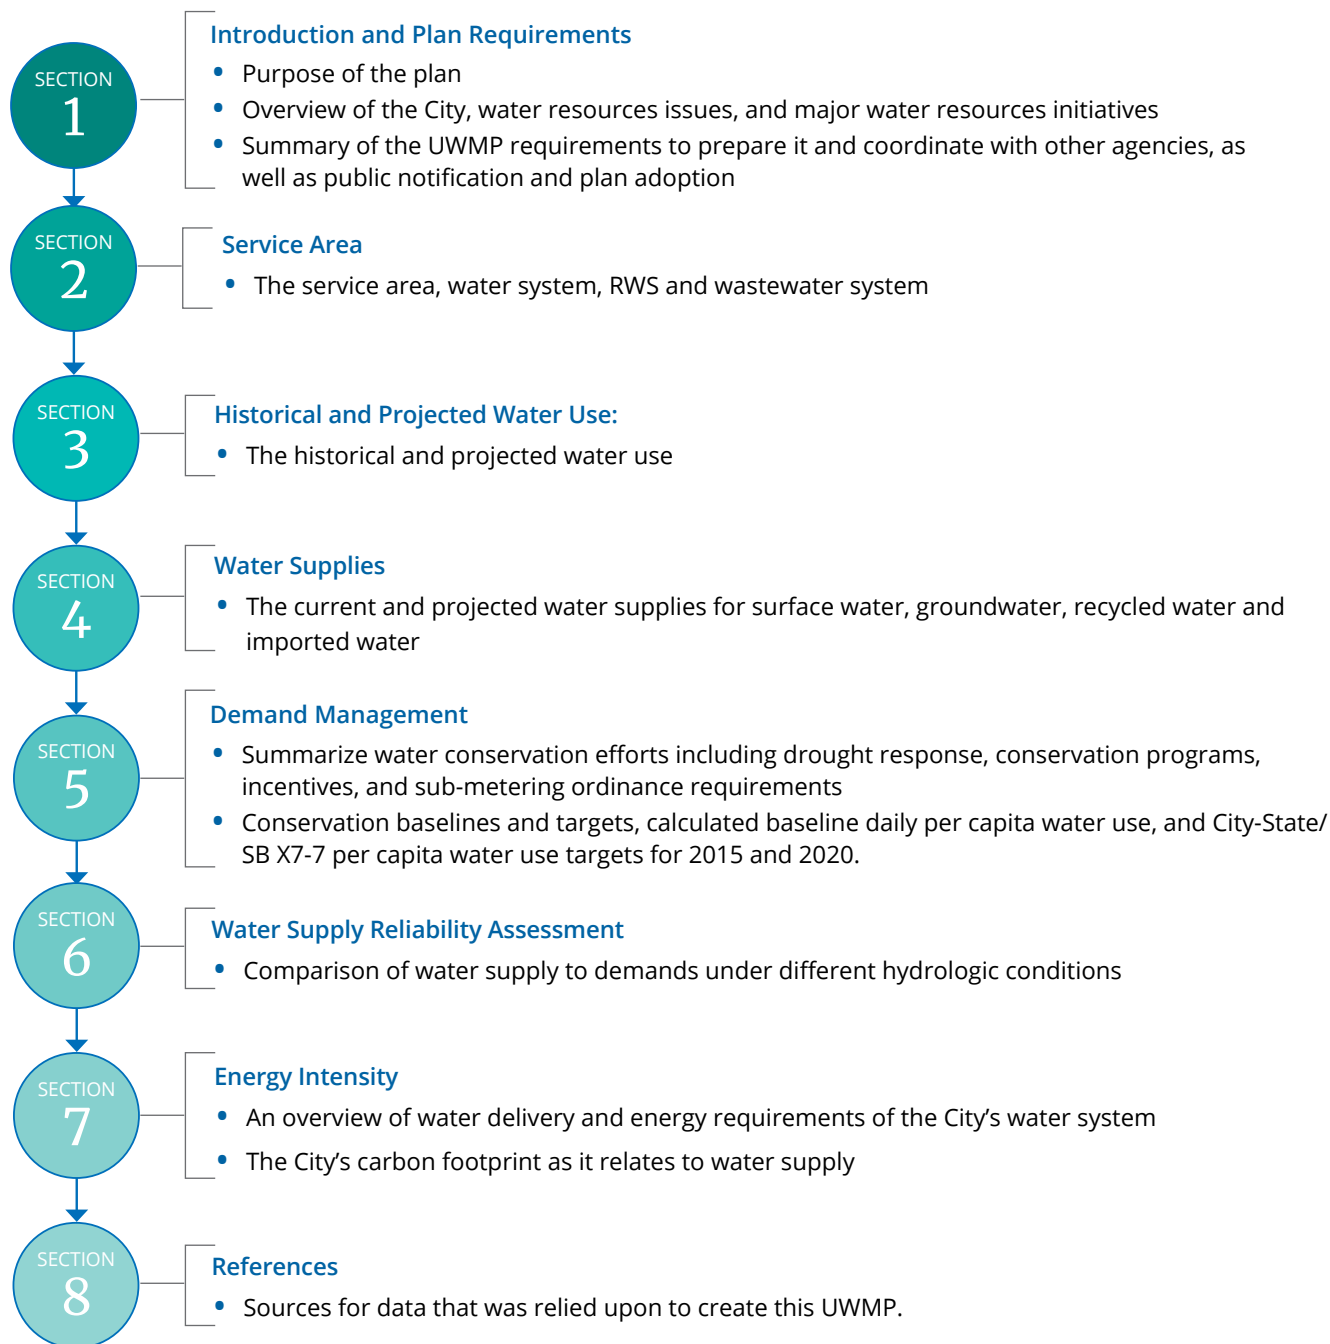 SECTION
1
Introduction and Plan Requirements
• Purpose of the plan
• Overview of the City, water resources issues, and major water resources initiatives
• Summary of the UWMP requirements to prepare it and coordinate with other agencies, as
well as public notification and plan adoption
SECTION
2
Service Area
• The service area, water system, RWS and wastewater system
SECTION
3
Historical and Projected Water Use:
• The historical and projected water use
SECTION
4
Water Supplies
• The current and projected water supplies for surface water, groundwater, recycled water and
imported water
SECTION
5
Demand Management
• Summarize water conservation efforts including drought response, conservation programs,
incentives, and sub-metering ordinance requirements
• Conservation baselines and targets, calculated baseline daily per capita water use, and City-State/
SB X7-7 per capita water use targets for 2015 and 2020.
SECTION
6
Water Supply Reliability Assessment
• Comparison of water supply to demands under different hydrologic conditions
SECTION
7
Energy Intensity
• An overview of water delivery and energy requirements of the City’s water system
• The City’s carbon footprint as it relates to water supply
SECTION
8
References
• Sources for data that was relied upon to create this UWMP.